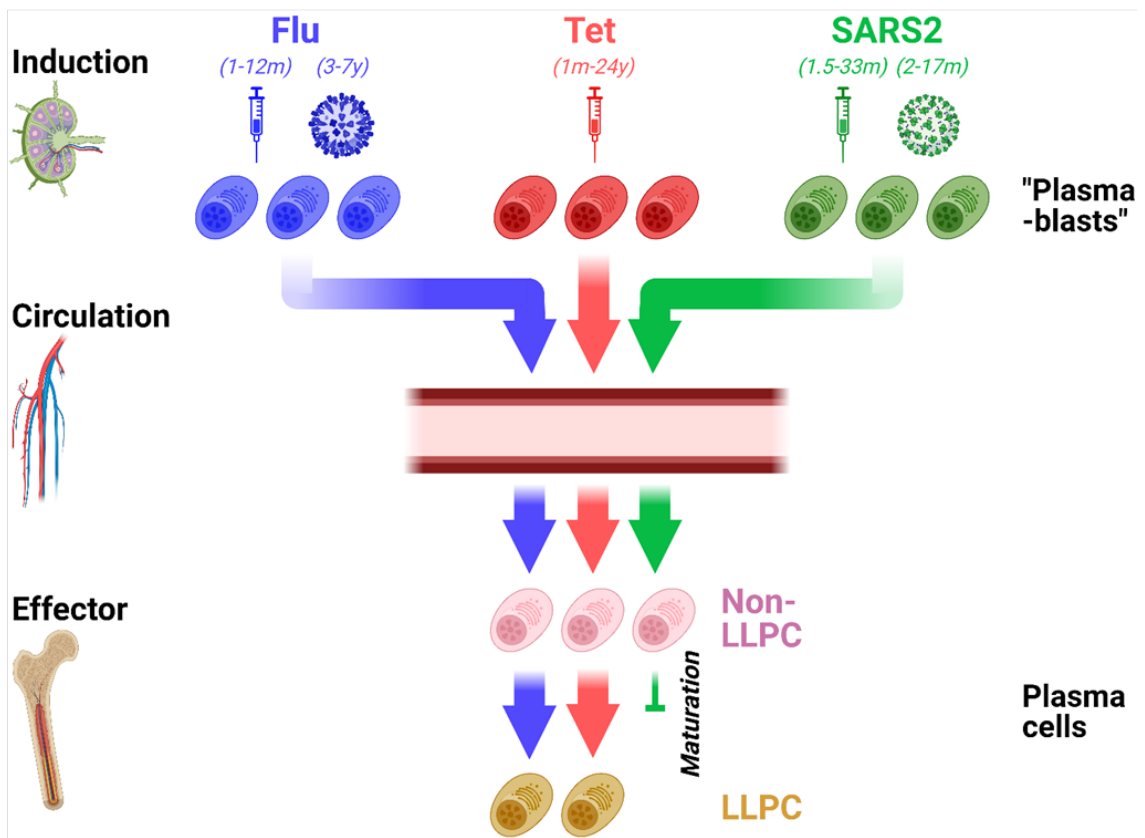 Flu
Tet
SARS2
Induction
(1-12m)
(3-7y)
(1m-24y)
(1.5-33m)
(2-17m)
"Plasma
-blasts"
Circulation
Effector
Non-
LLPC
Maturation
Plasma
cells
LLPC